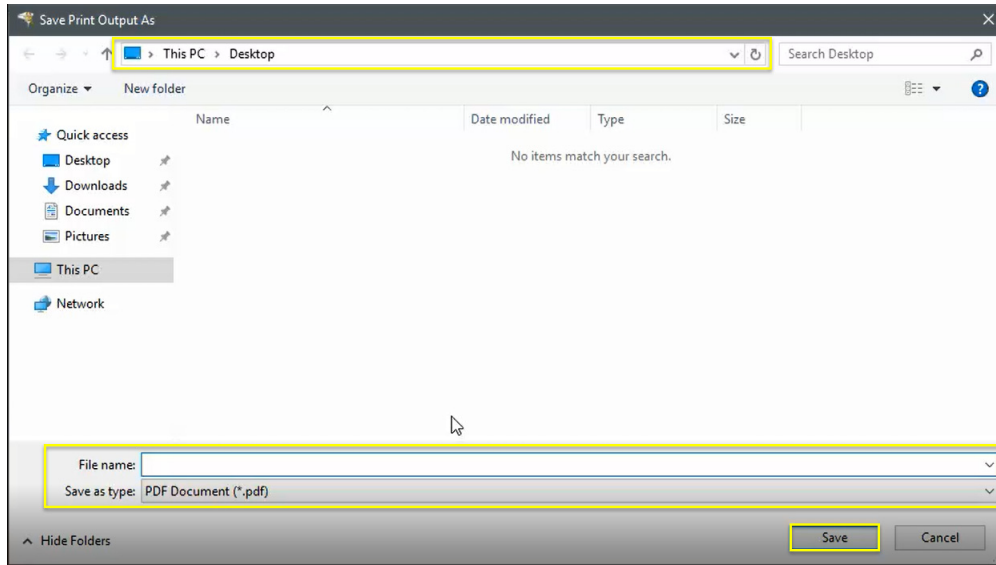 Save Print Output As
This PC > Desktop
Search Desktop
Organize
New folder
Name
Date modified
Type
Size
No items match your search.
Quick access
Desktop
Downloads
Documents
Pictures
This PC
Network
File name:
Save as type: PDF Document (*.pdf)
Hide Folders
Save
Cancel